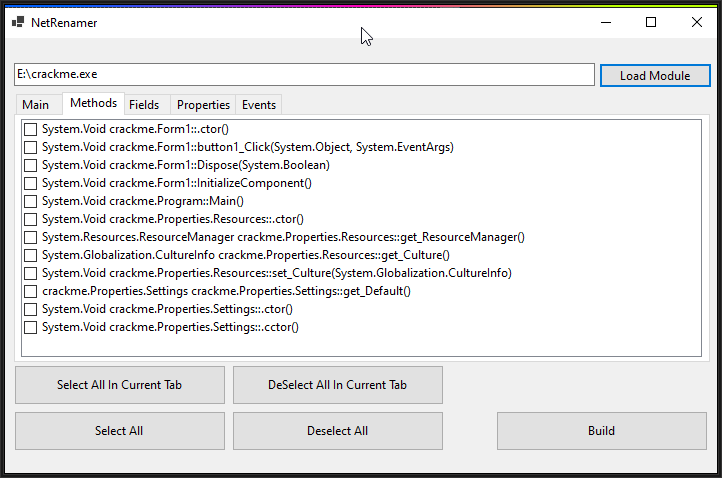 NetRenamer
E:\crackme.exe
Load Module
Main Methods Fields Properties Events
System.Void crackme.Form1::.ctor()
System.Void crackme.Form1::button1_Click(System.Object, System.EventArgs)
System.Void crackme.Form1::Dispose(System.Boolean)
System.Void crackme.Form1::InitializeComponent()
System.Void crackme.Program::Main()
System.Void crackme.Properties.Resources::.ctor()
System.Resources.ResourceManager crackme.Properties.Resources::get_ResourceManager()
System.Globalization.CultureInfo crackme.Properties.Resources::get_Culture()
System.Void crackme.Properties.Resources::set_Culture(System.Globalization.CultureInfo)
crackme.Properties.Settings crackme.Properties.Settings::get_Default()
System.Void crackme.Properties.Settings::.ctor()
System.Void crackme.Properties.Settings::.cctor()
Select All In Current Tab
DeSelect All In Current Tab
Select All
Deselect All
Build